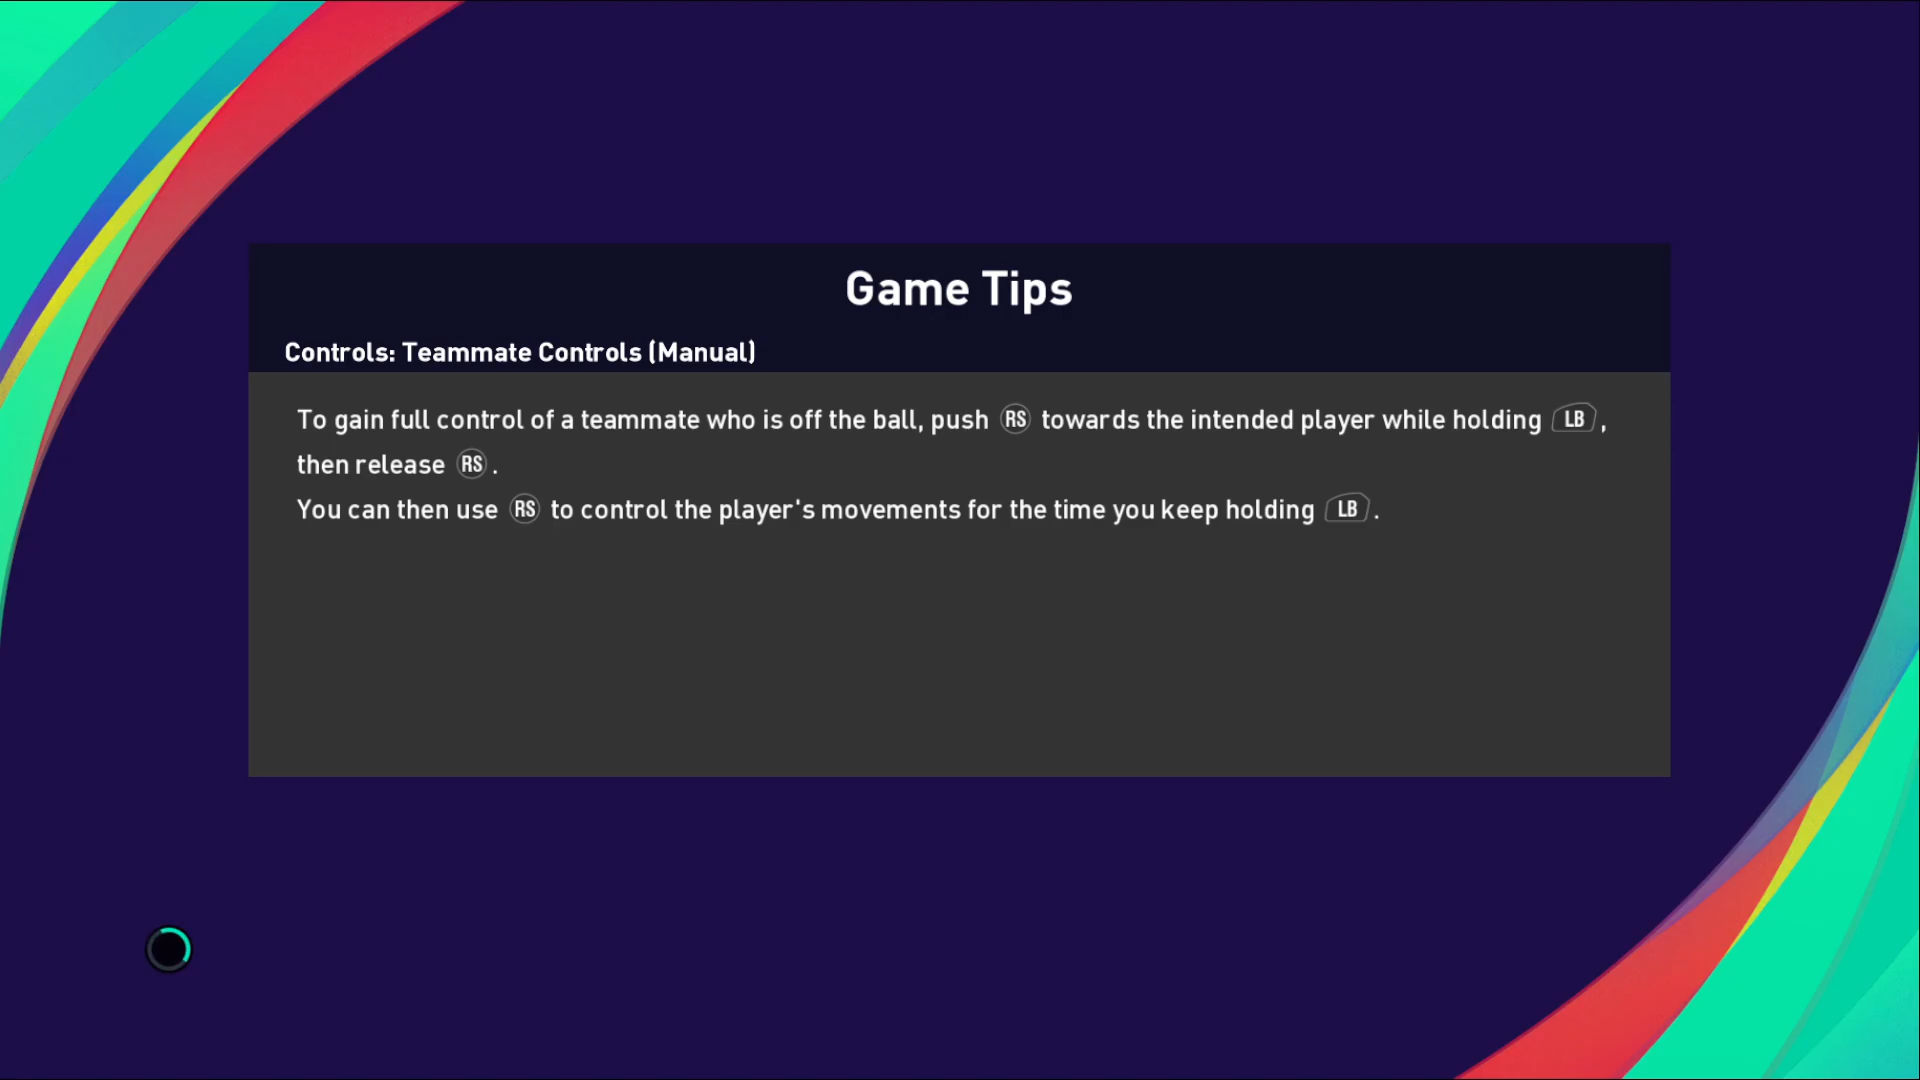 Game Tips
Controls: Teammate Controls (Manual)
To gain full control of a teammate who is off the ball, push RS towards the intended player while holding LB,
then release RS.
You can then use RS to control the player's movements for the time you keep holding LB.